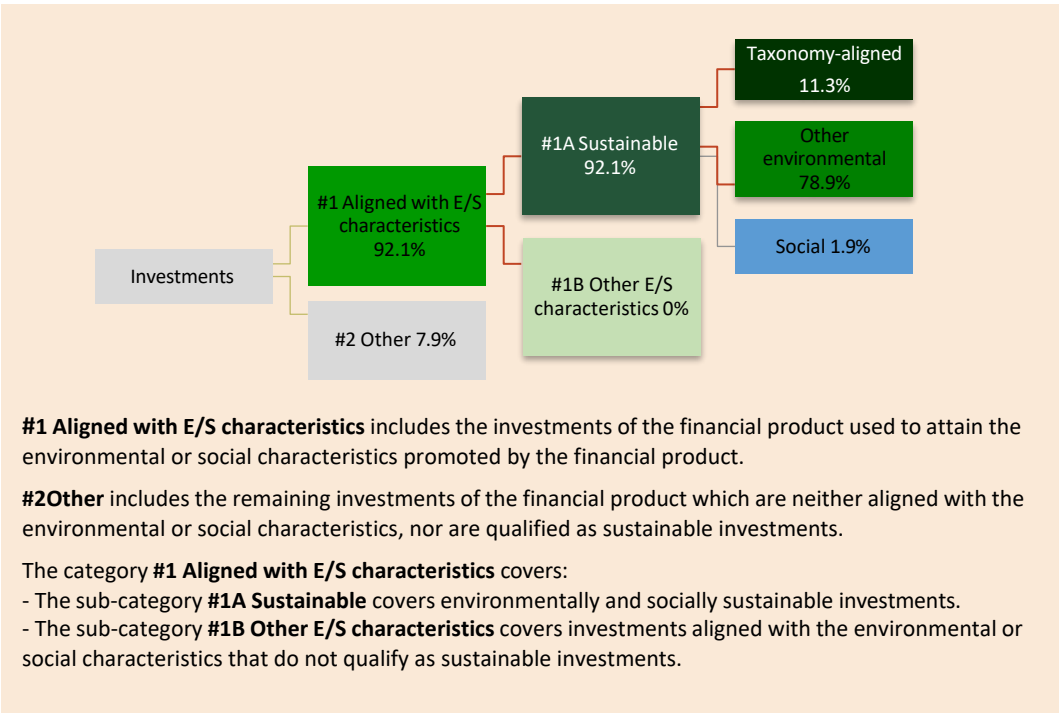 Taxonomy-aligned
11.3%
#1A Sustainable
92.1%
Other
environmental
78.9%
#1 Aligned with E/S
characteristics
92.1%
Social 1.9%
Investments
#1B Other E/S
characteristics 0%
#2 Other 7.9%
#1 Aligned with E/S characteristics includes the investments of the financial product used to attain the
environmental or social characteristics promoted by the financial product.
#2Other includes the remaining investments of the financial product which are neither aligned with the
environmental or social characteristics, nor are qualified as sustainable investments.
The category #1 Aligned with E/S characteristics covers:
- The sub-category #1A Sustainable covers environmentally and socially sustainable investments.
- The sub-category #1B Other E/S characteristics covers investments aligned with the environmental or
social characteristics that do not qualify as sustainable investments.